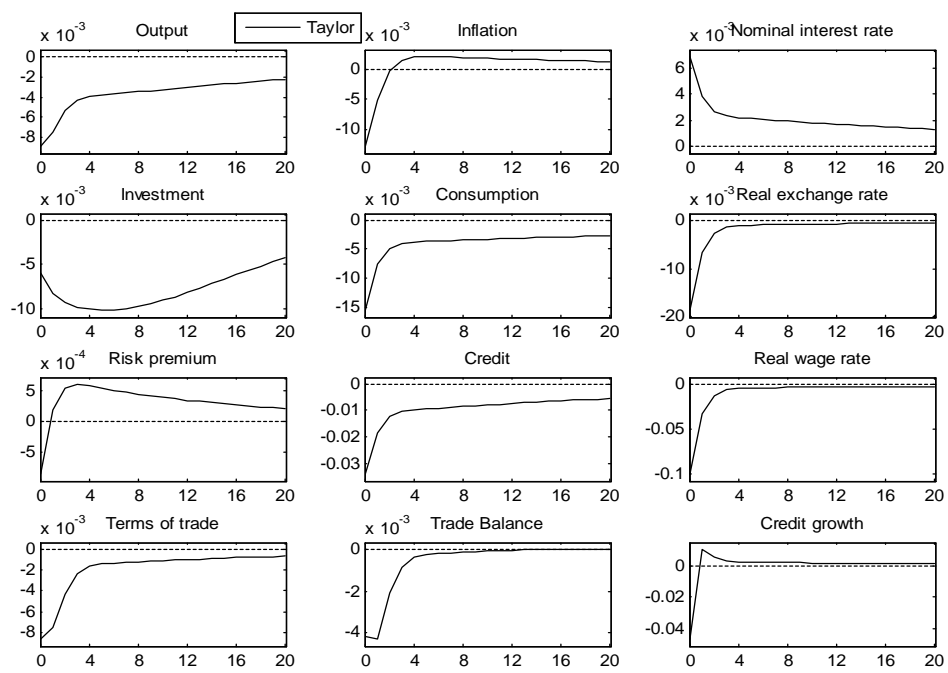 x 10-3 Output Taylor
0
-2
-4
-6
-8
0 4 8 12 16 20
x 10-3 Inflation
0
-5
-10
0 4 8 12 16 20
x 10-3 Nominal interest rate
6
4
2
0
0 4 8 12 16 20
x 10-3 Investment
0
-5
-10
0 4 8 12 16 20
x 10-3 Consumption
0
-5
-10
-15
0 4 8 12 16 20
x 10-3 Real exchange rate
0
-10
-20
0 4 8 12 16 20
x 10-4 Risk premium
5
0
-5
0 4 8 12 16 20
Credit
0
-0.01
-0.02
-0.03
0 4 8 12 16 20
Real wage rate
0
-0.05
-0.1
0 4 8 12 16 20
x 10-3 Terms of trade
0
-2
-4
-6
-8
0 4 8 12 16 20
x 10-3 Trade Balance
0
-2
-4
0 4 8 12 16 20
Credit growth
0
-0.02
-0.04
0 4 8 12 16 20